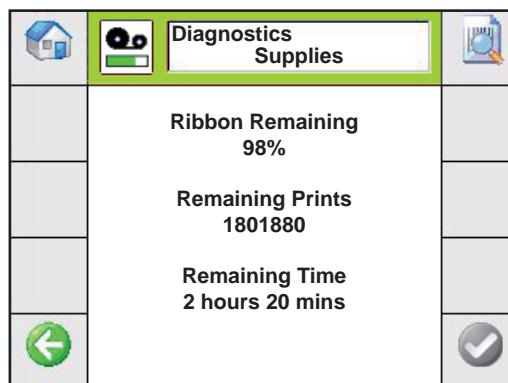 Diagnostics
Supplies
Ribbon Remaining
98%
Remaining Prints
1801880
Remaining Time
2 hours 20 mins